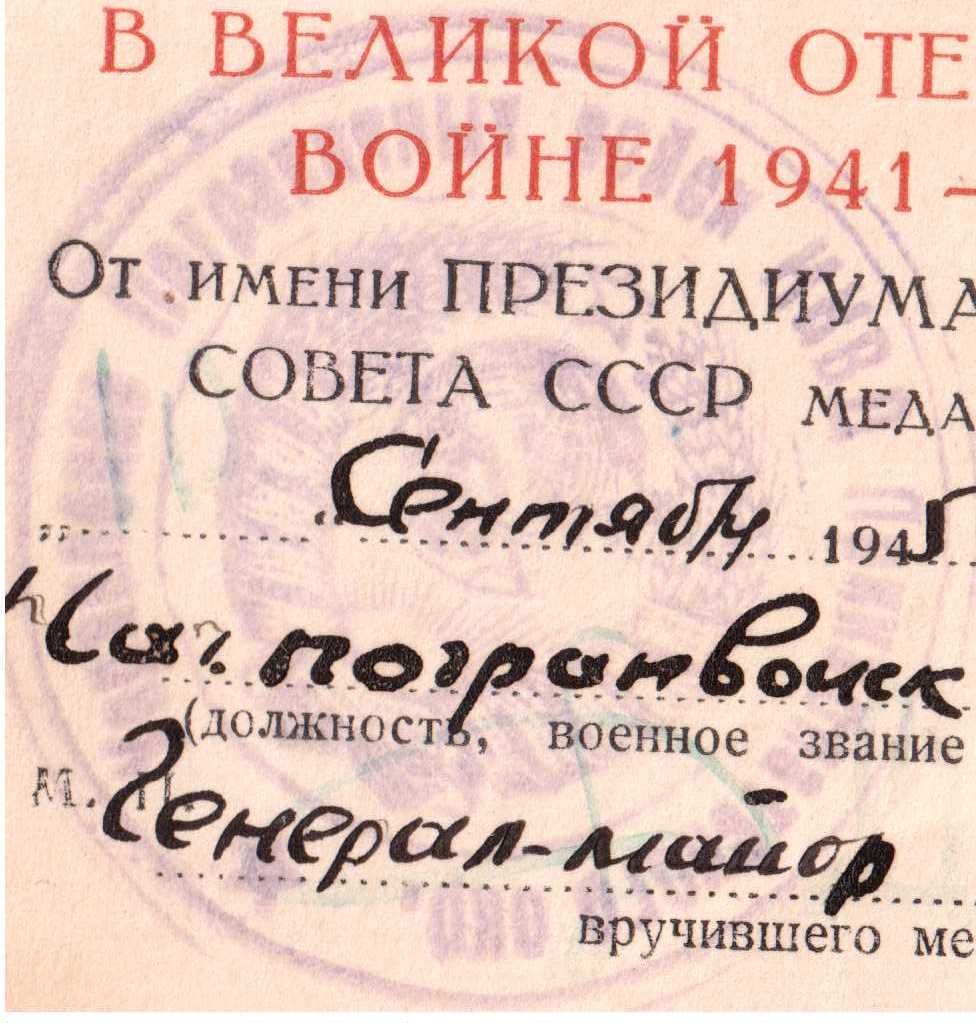 В ВЕЛИКОЙ ОТЕ
ВОЙНЕ 1941 –
От имени ПРЕЗИДИУМА
СОВЕТА СССР МЕДА
Сентября 1945
Нач. погранвойск
(должность, военное звание
М. П.
Генерал-майор
вручившего ме